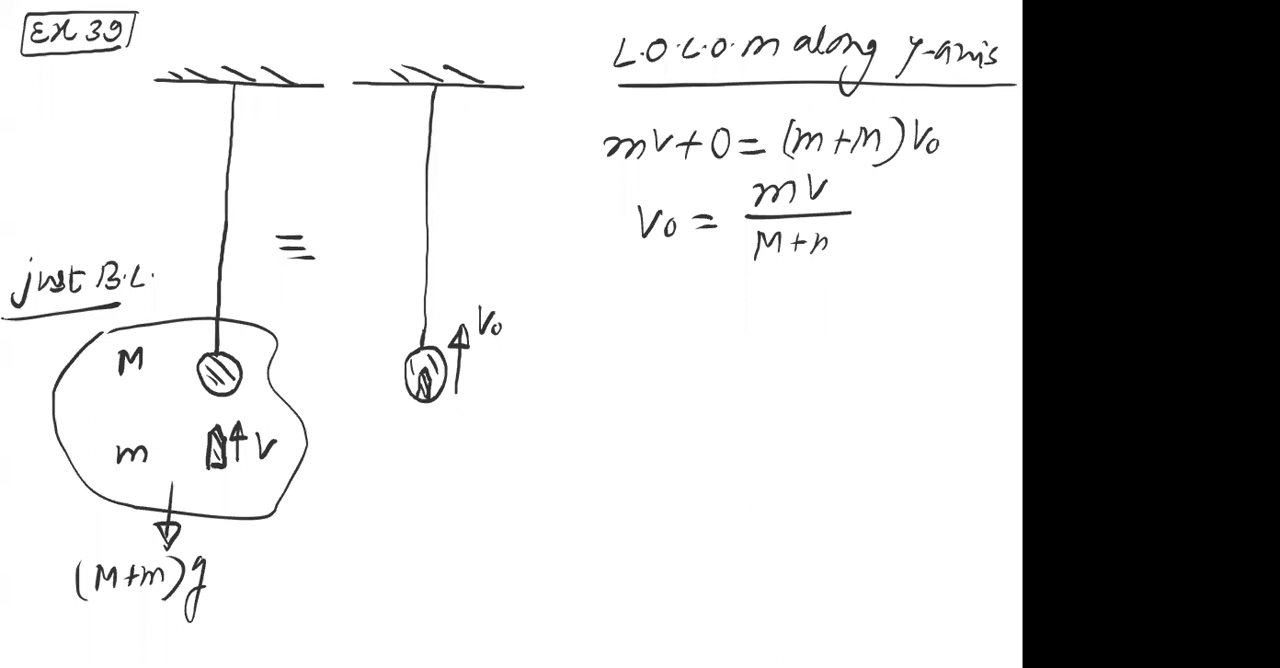 Ex 39
L.O.C.O.M along y-axis
mV+0=(m+M)V₀
V₀ = mV / M+m
just B.C.
V₀
M
m
V
(M+m)g